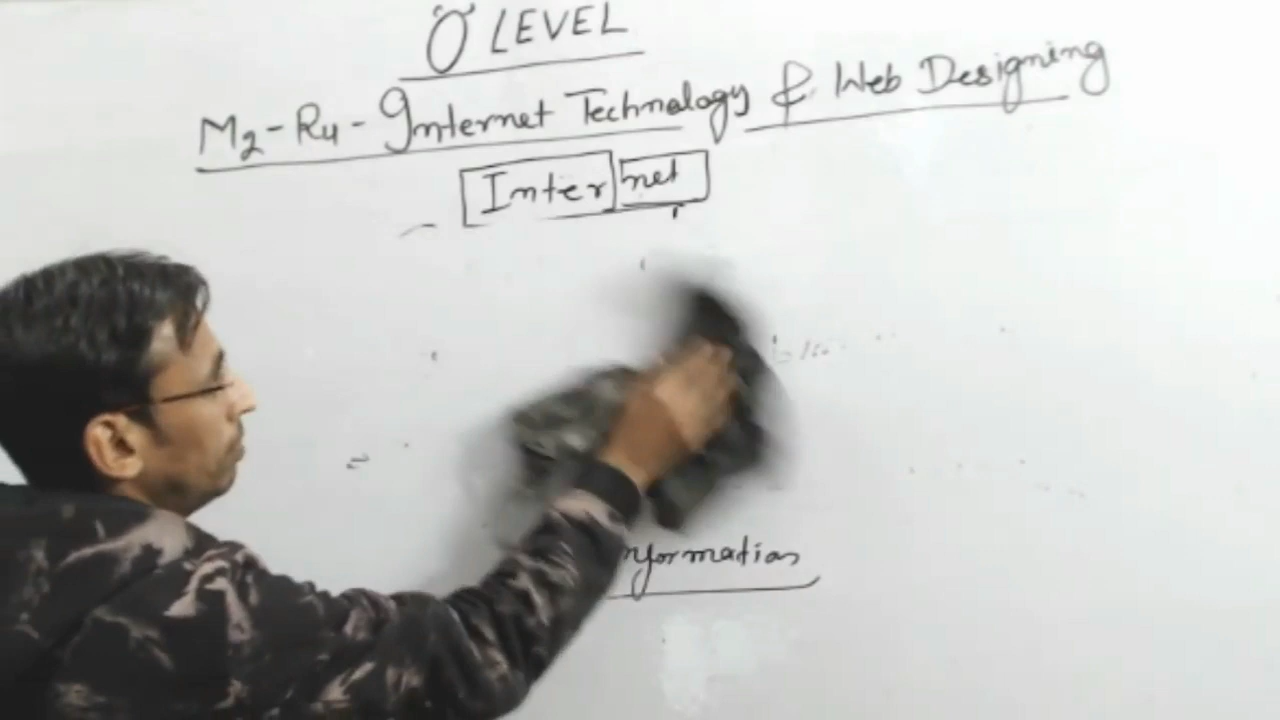 'O' LEVEL
M2-R4-Internet Technology & Web Designing
Internet
nformation